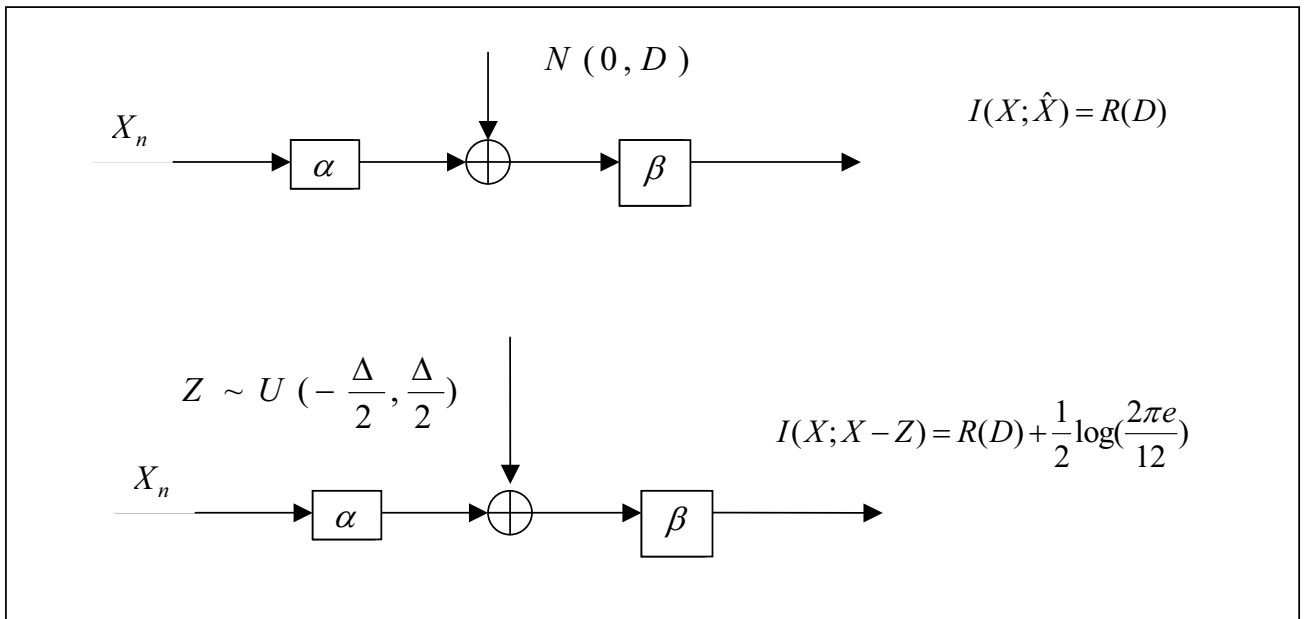 N ( 0 , D )
I(X; X̂) = R(D)
X_n
α
β
Z ~ U ( − Δ/2 , Δ/2 )
I(X; X − Z) = R(D) + 1/2 log(2πe/12)
X_n
α
β